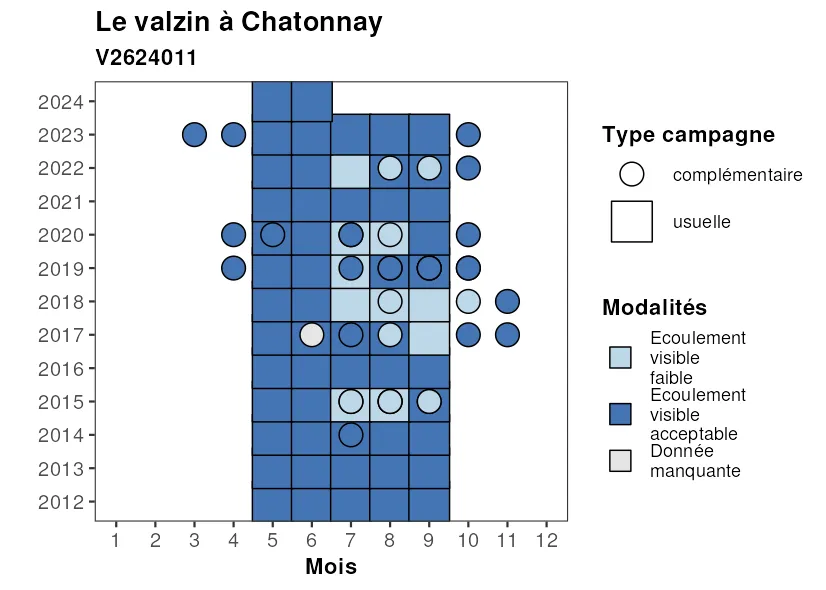 Le valzin à Chatonnay
V2624011
2024
2023
2022
2021
2020
2019
2018
2017
2016
2015
2014
2013
2012
1 2 3 4 5 6 7 8 9 10 11 12
Mois
Type campagne
complémentaire
usuelle
Modalités
Ecoulement
visible
faible
Ecoulement
visible
acceptable
Donnée
manquante